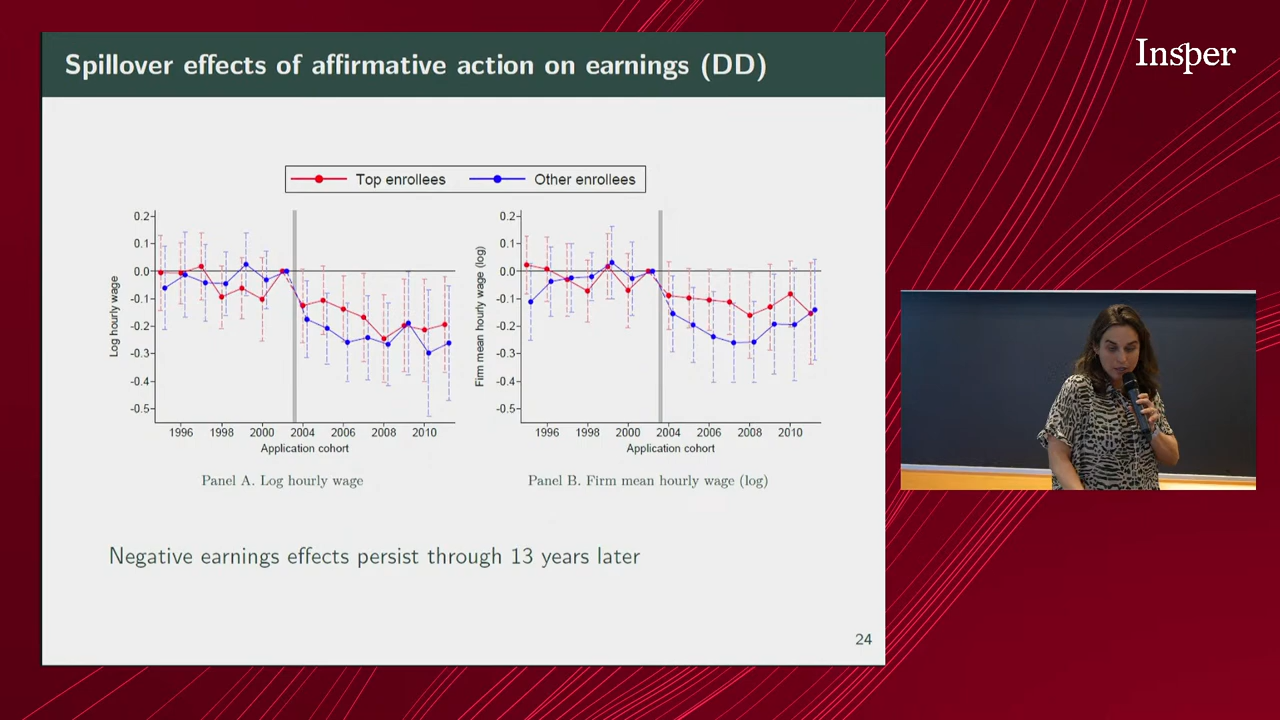 Insper
Spillover effects of affirmative action on earnings (DD)
Top enrollees
Other enrollees
0.2
0.1
0.0
-0.1
-0.2
-0.3
-0.4
-0.5
Log hourly wage
1996 1998 2000 2002 2004 2006 2008 2010
Application cohort
Panel A. Log hourly wage
0.2
0.1
0.0
-0.1
-0.2
-0.3
-0.4
-0.5
Firm mean hourly wage (log)
1996 1998 2000 2002 2004 2006 2008 2010
Application cohort
Panel B. Firm mean hourly wage (log)
Negative earnings effects persist through 13 years later
24